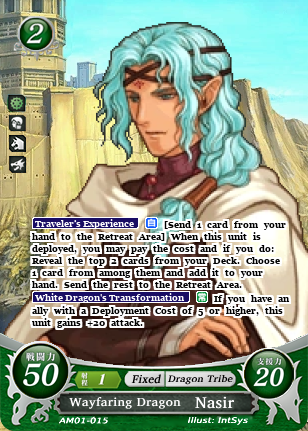 2
Traveler's Experience 自 [Send 1 card from your
hand to the Retreat Area] When this unit is
deployed, you may pay the cost and if you do:
Reveal the top 2 cards from your Deck. Choose
1 card from among them and add it to your
hand. Send the rest to the Retreat Area.
White Dragon's Transformation 常 If you have an
ally with a Deployment Cost of 5 or higher, this
unit gains +20 attack.
戦闘力
50
射程 1
Fixed
Dragon Tribe
支援力
20
Wayfaring Dragon Nasir
AM01-015
illust: IntSys